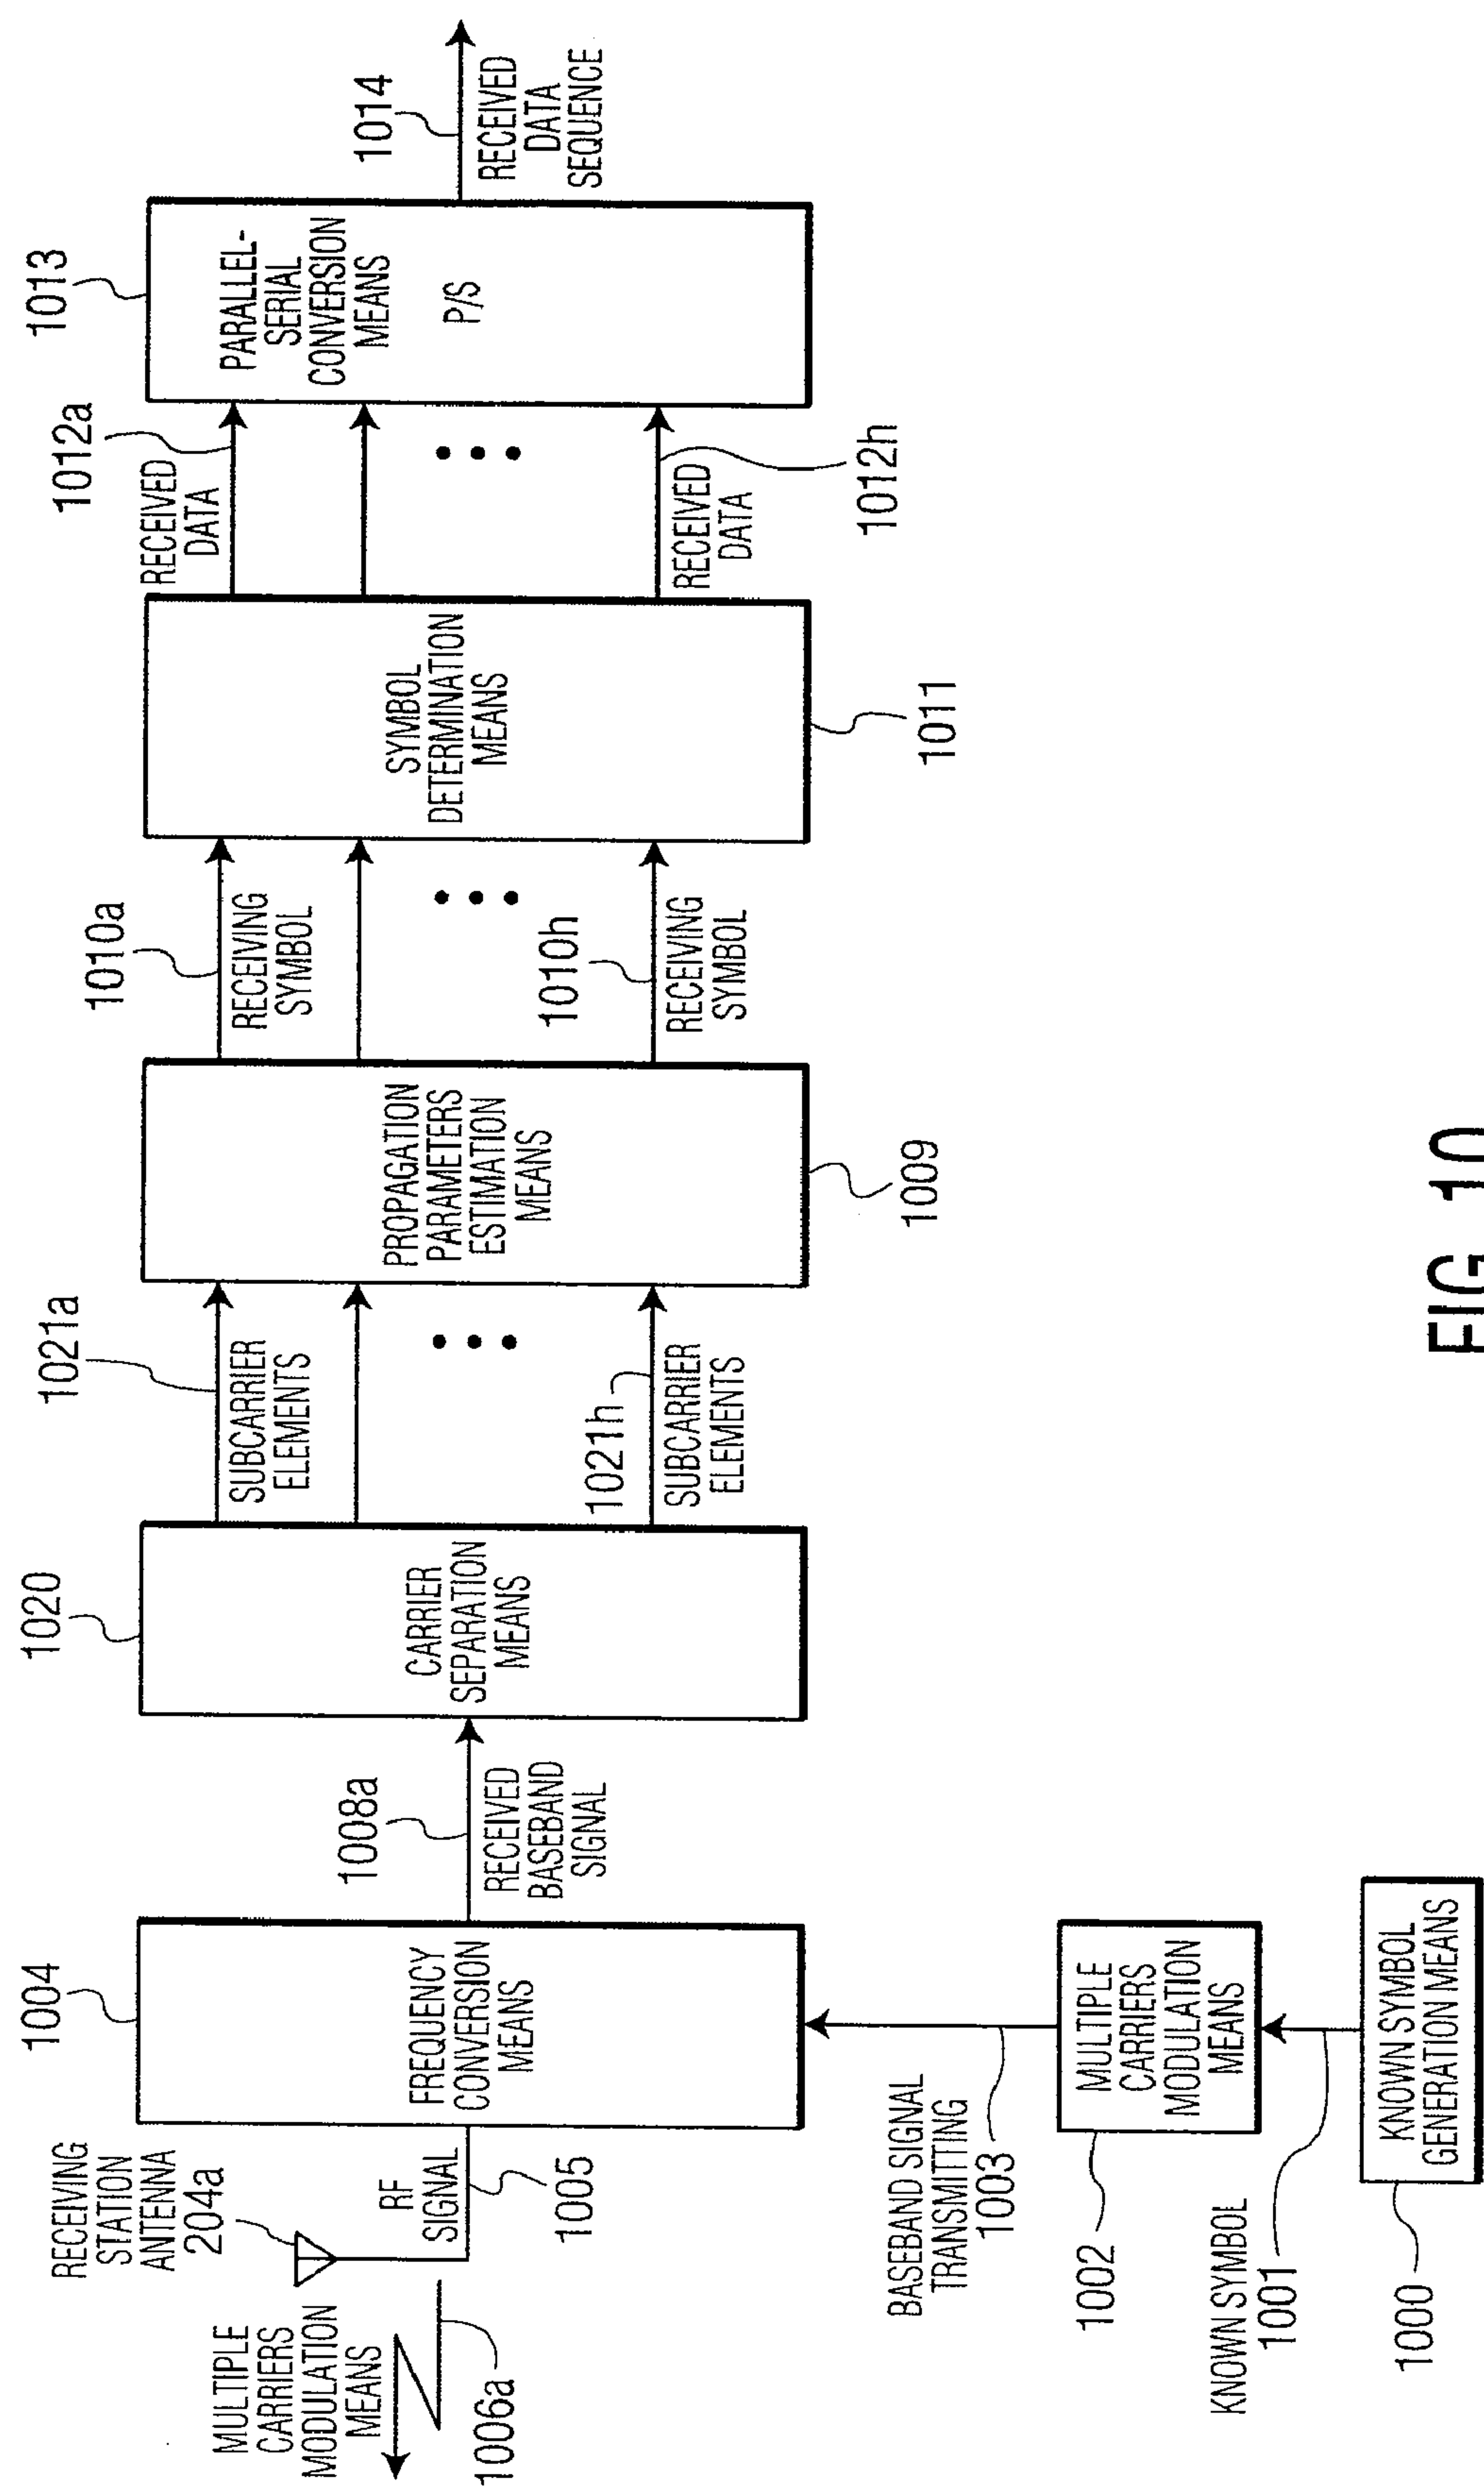 RECEIVING
STATION
ANTENNA
204a
MULTIPLE
CARRIERS
MODULATION
MEANS
1006a
RF
SIGNAL
1005
1004
FREQUENCY
CONVERSION
MEANS
1008a
RECEIVED
BASEBAND
SIGNAL
1020
CARRIER
SEPARATION
MEANS
1021a
SUBCARRIER
ELEMENTS
1021h
SUBCARRIER
ELEMENTS
PROPAGATION
PARAMETERS
ESTIMATION
MEANS
1009
1010a
RECEIVING
SYMBOL
1010h
RECEIVING
SYMBOL
SYMBOL
DETERMINATION
MEANS
1011
RECEIVED
DATA
1012a
RECEIVED
DATA
1012h
1013
PARALLEL-
SERIAL
CONVERSION
MEANS
P/S
1014
RECEIVED
DATA
SEQUENCE
BASEBAND SIGNAL
TRANSMITTING
1003
MULTIPLE
CARRIERS
MODULATION
MEANS
1002
KNOWN SYMBOL
1001
KNOWN SYMBOL
GENERATION MEANS
1000
FIG. 10